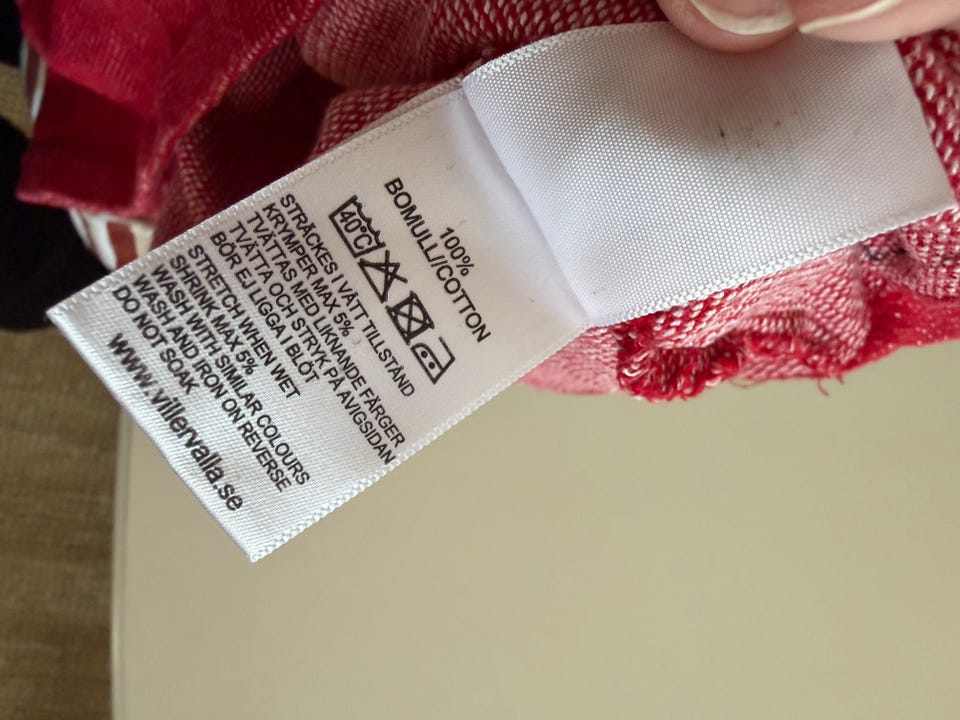 100%
BOMULL/COTTON
40°C
STRÄCKES I VÅTT TILLSTÅND
KRYMPER MAX 5%
TVÄTTAS MED LIKNANDE FÄRGER
TVÄTTA OCH STRYK PÅ AVIGSIDAN
BÖR EJ LIGGA I BLÖT
STRETCH WHEN WET
SHRINK MAX 5%
WASH WITH SIMILAR COLOURS
WASH AND IRON ON REVERSE
DO NOT SOAK
www.villervalla.se